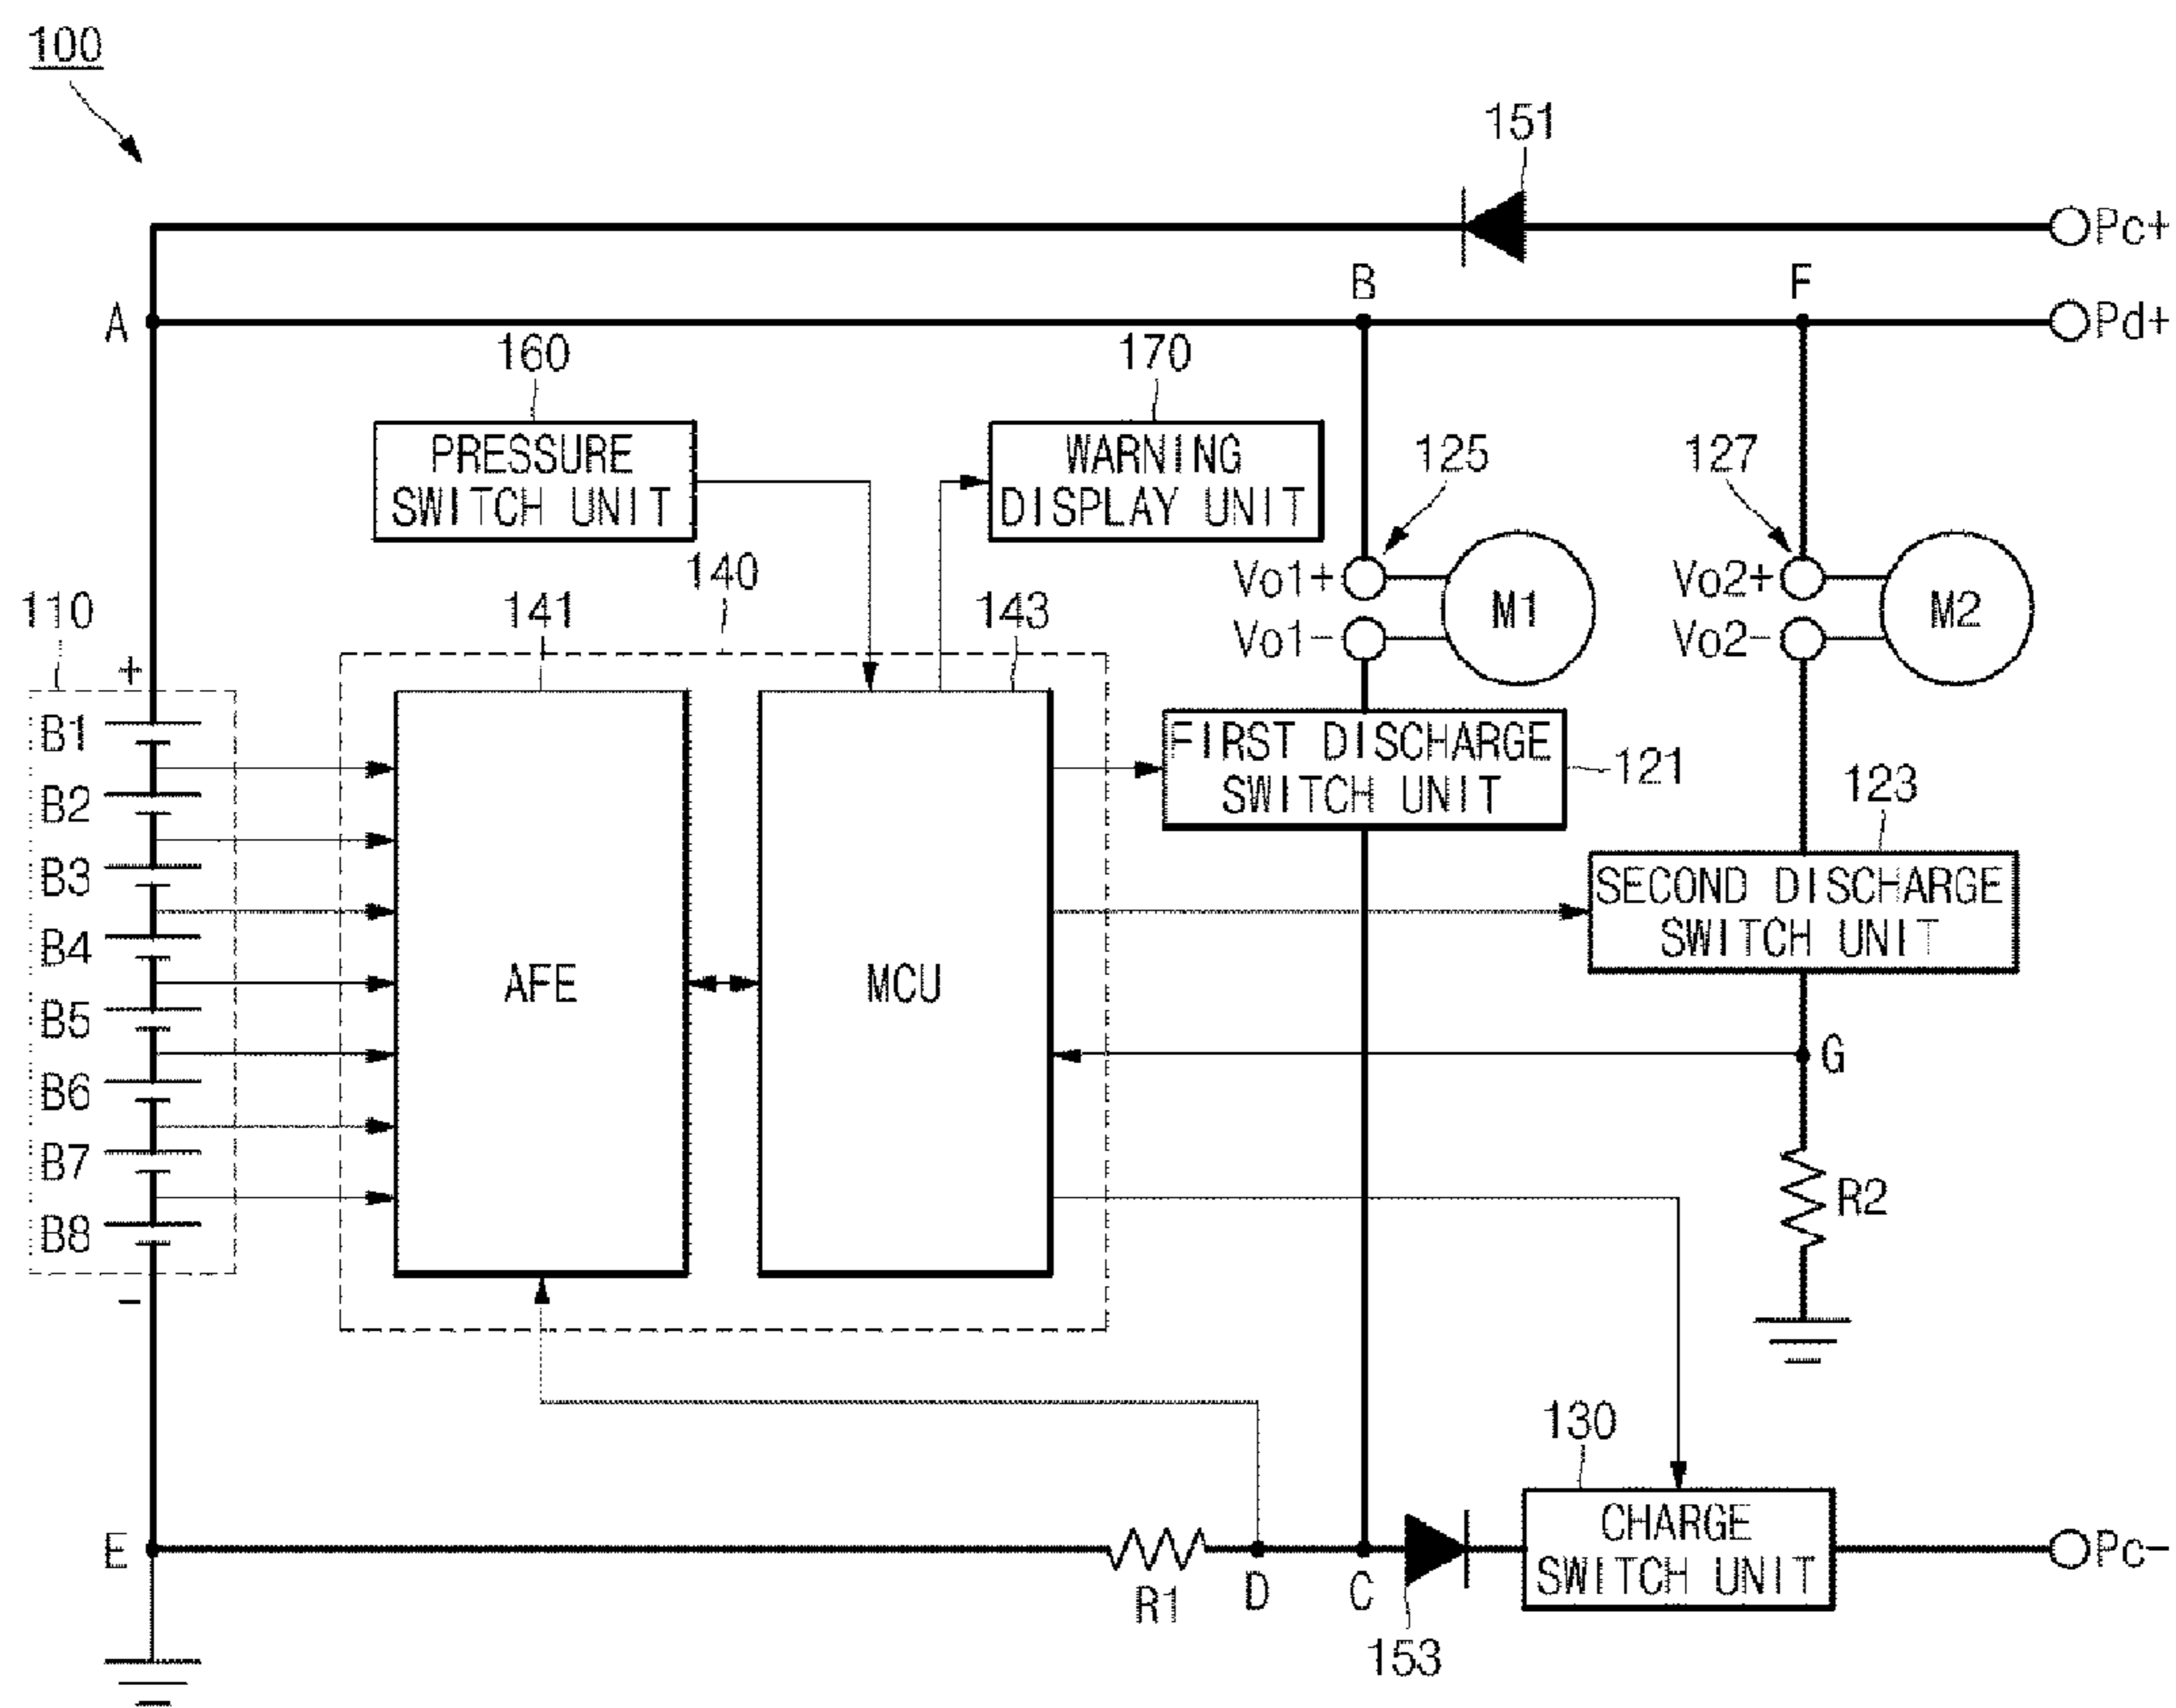 100
151
Pc+
B
F
A
Pd+
160
170
PRESSURE
SWITCH UNIT
WARNING
DISPLAY UNIT
125
127
140
Vo1+
Vo1-
M1
Vo2+
Vo2-
M2
110
141
143
+
B1
B2
B3
B4
B5
B6
B7
B8
-
AFE
MCU
FIRST DISCHARGE
SWITCH UNIT
121
123
SECOND DISCHARGE
SWITCH UNIT
G
R2
130
CHARGE
SWITCH UNIT
E
R1
D
C
Pc-
153